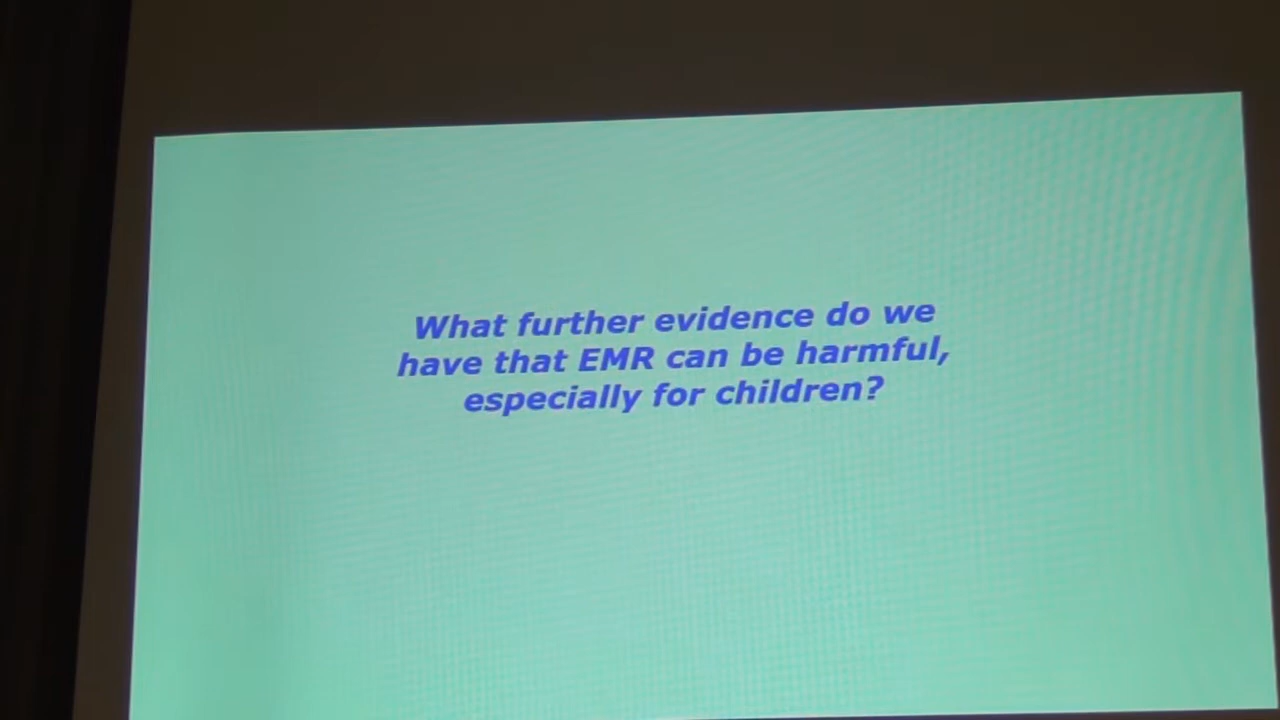 What further evidence do we
have that EMR can be harmful,
especially for children?